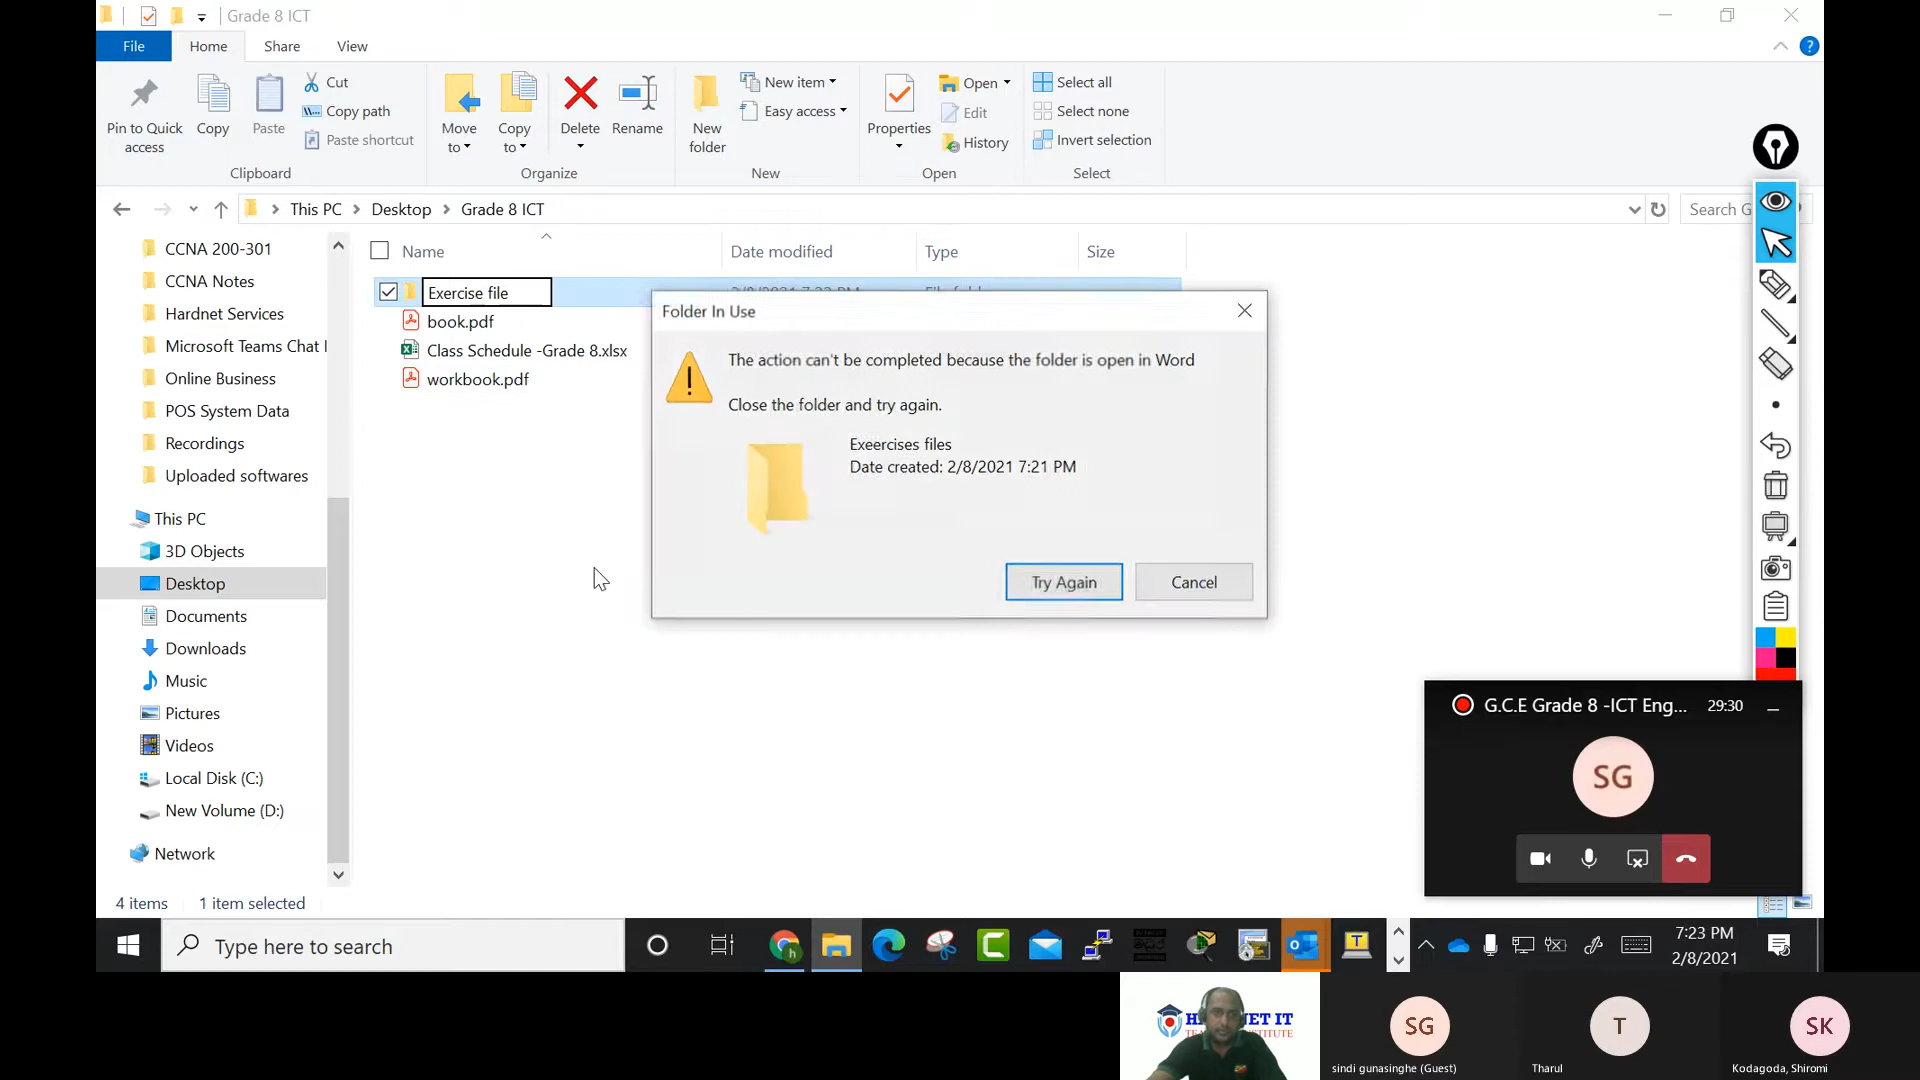 Grade 8 ICT
File Home Share View
Pin to Quick access
Copy
Paste
Cut
Copy path
Paste shortcut
Clipboard
Move to
Copy to
Delete
Rename
Organize
New folder
New item
Easy access
New
Properties
Open
Edit
History
Open
Select all
Select none
Invert selection
Select
This PC > Desktop > Grade 8 ICT
Search G
CCNA 200-301
CCNA Notes
Hardnet Services
Microsoft Teams Chat
Online Business
POS System Data
Recordings
Uploaded softwares
This PC
3D Objects
Desktop
Documents
Downloads
Music
Pictures
Videos
Local Disk (C:)
New Volume (D:)
Network
Name Date modified Type Size
Exercise file
book.pdf
Class Schedule -Grade 8.xlsx
workbook.pdf
Folder In Use
The action can't be completed because the folder is open in Word
Close the folder and try again.
Exeercises files
Date created: 2/8/2021 7:21 PM
Try Again
Cancel
G.C.E Grade 8 -ICT Eng... 29:30
SG
4 items 1 item selected
Type here to search
7:23 PM
2/8/2021
SG
sindi gunasinghe (Guest)
T
Tharul
SK
Kodagoda, Shiromi